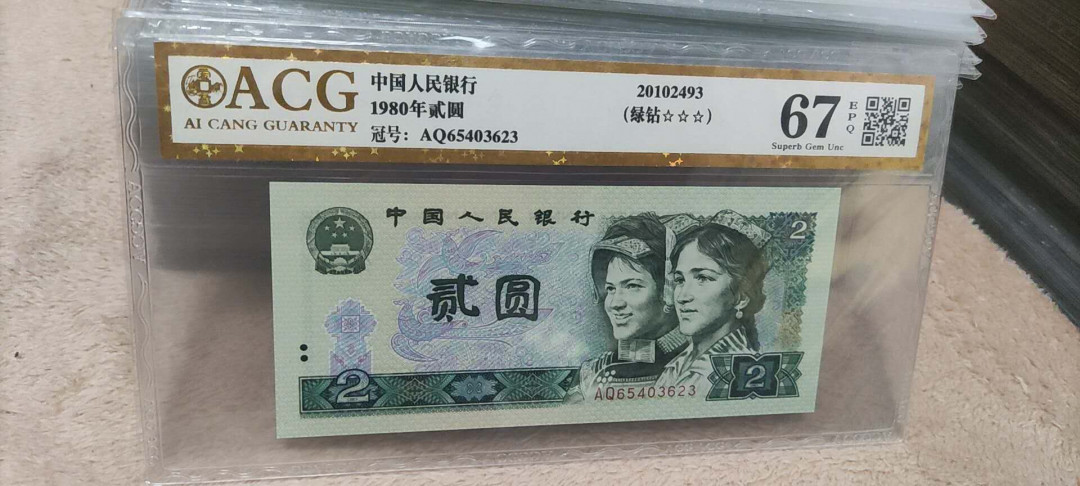 ACG
AI CANG GUARANTY
中国人民银行
1980年贰圆
冠号: AQ65403623
20102493
(绿钻☆☆☆)
67
EPQ
Superb Gem Unc
中国人民银行
贰圆
2
2
AQ65403623
2